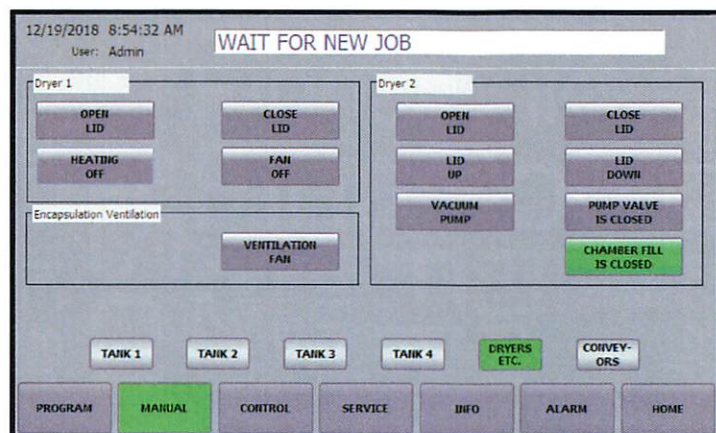 12/19/2018 8:54:32 AM
User: Admin
WAIT FOR NEW JOB
Dryer 1
OPEN
LID
CLOSE
LID
HEATING
OFF
FAN
OFF
Encapsulation Ventilation
VENTILATION
FAN
Dryer 2
OPEN
LID
CLOSE
LID
LID
UP
LID
DOWN
VACUUM
PUMP
PUMP VALVE
IS CLOSED
CHAMBER FILL
IS CLOSED
TANK 1
TANK 2
TANK 3
TANK 4
DRYERS
ETC.
CONVEY-
ORS
PROGRAM
MANUAL
CONTROL
SERVICE
INFO
ALARM
HOME